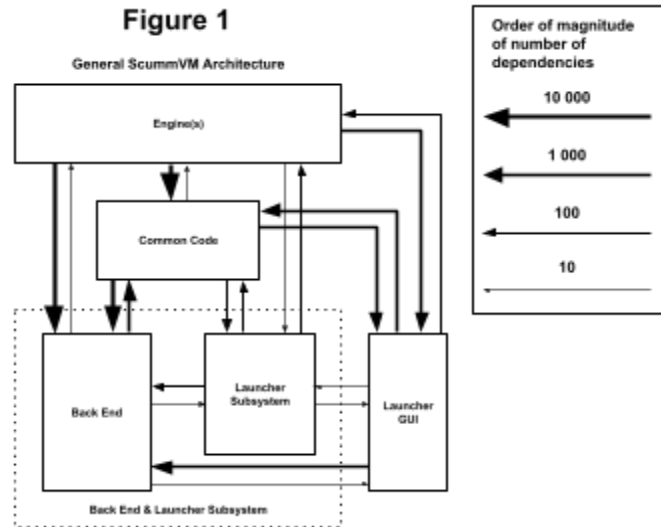 Figure 1
General ScummVM Architecture
Engine(s)
Common Code
Back End
Launcher
Subsystem
Launcher
GUI
Back End & Launcher Subsystem
Order of magnitude
of number of
dependencies
10 000
1 000
100
10